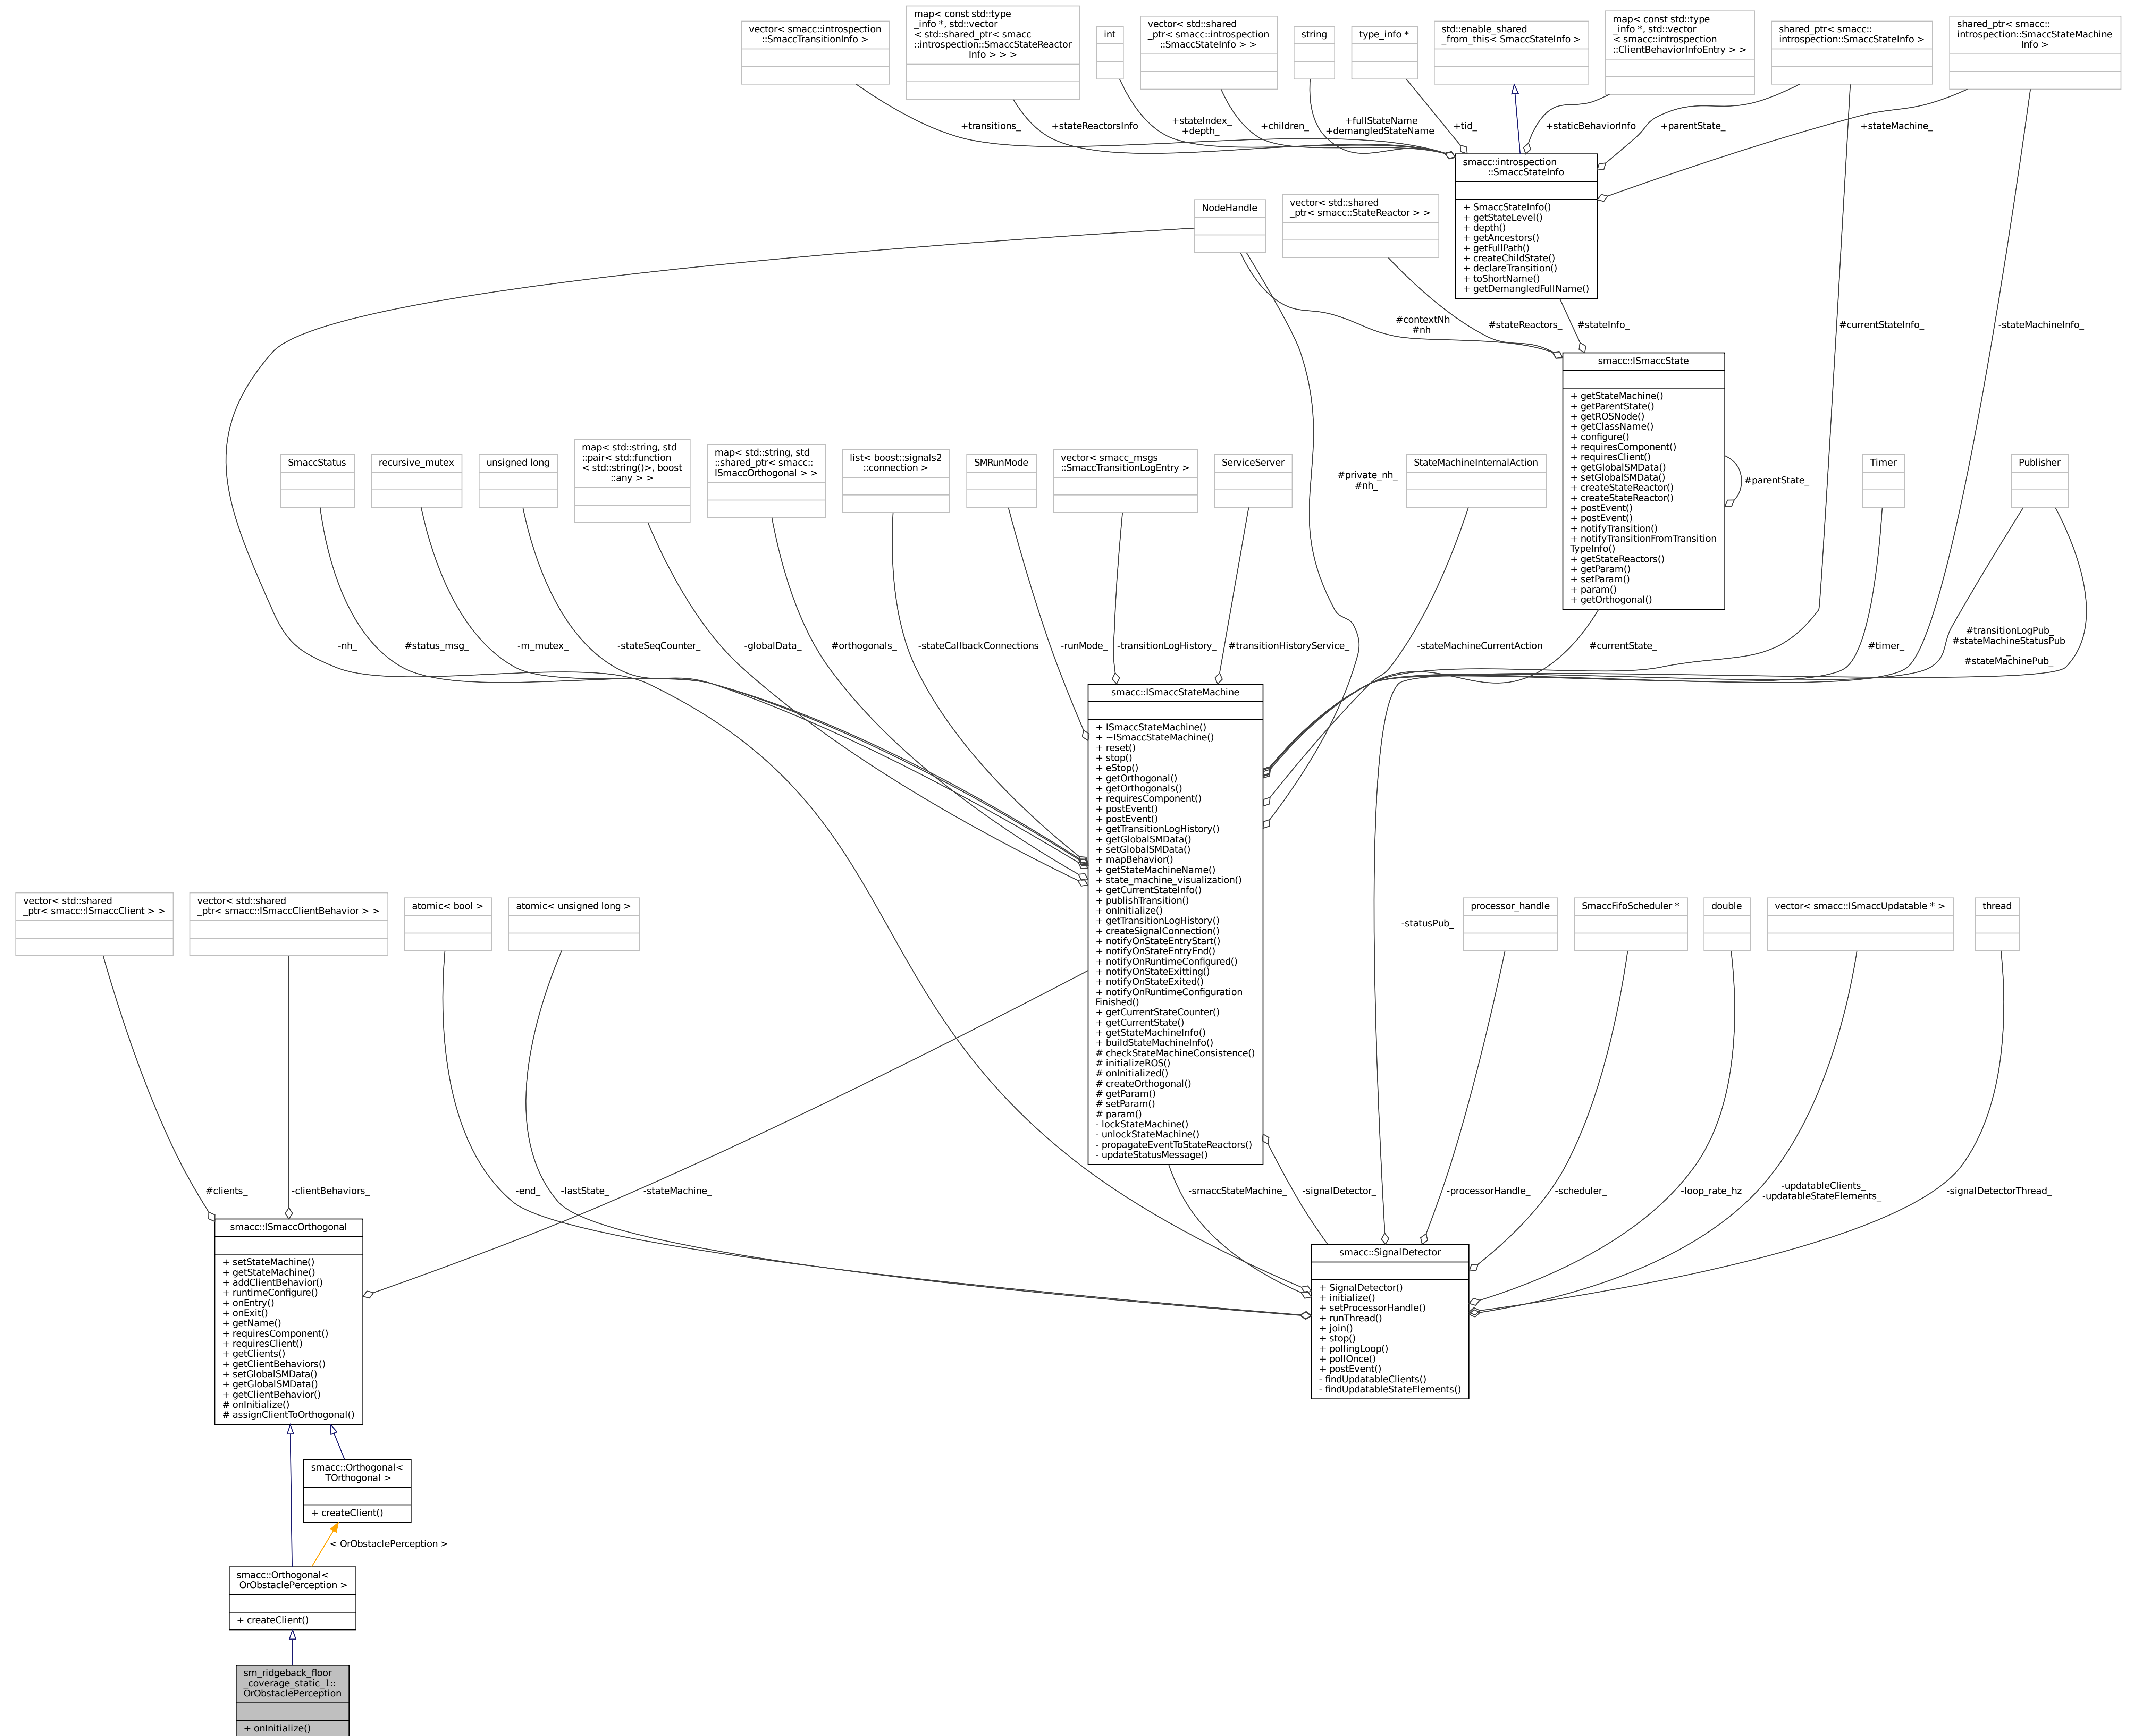 vector< smacc::introspection
::SmaccTransitionInfo >
map< const std::type
_info *, std::vector
< std::shared_ptr< smacc
::introspection::SmaccStateReactor
Info > > >
int
vector< std::shared
_ptr< smacc::introspection
::SmaccStateInfo > >
string
type_info *
std::enable_shared
_from_this< SmaccStateInfo >
map< const std::type
_info *, std::vector
< smacc::introspection
::ClientBehaviorInfoEntry > >
shared_ptr< smacc::
introspection::SmaccStateInfo >
shared_ptr< smacc::
introspection::SmaccStateMachine
Info >
+transitions_
+stateReactorsInfo
+stateIndex_
+depth_
+children_
+fullStateName
+demangledStateName
+tid_
+staticBehaviorInfo
+parentState_
+stateMachine_
smacc::introspection
::SmaccStateInfo
+ SmaccStateInfo()
+ getStateLevel()
+ depth()
+ getAncestors()
+ getFullPath()
+ createChildState()
+ declareTransition()
+ toShortName()
+ getDemangledFullName()
NodeHandle
vector< std::shared
_ptr< smacc::StateReactor > >
#contextNh
#nh
#stateReactors_
#stateInfo_
#currentStateInfo_
-stateMachineInfo_
smacc::ISmaccState
+ getStateMachine()
+ getParentState()
+ getROSNode()
+ getClassName()
+ configure()
+ requiresComponent()
+ requiresClient()
+ getGlobalSMData()
+ setGlobalSMData()
+ createStateReactor()
+ createStateReactor()
+ postEvent()
+ postEvent()
+ notifyTransition()
+ notifyTransitionFromTransition
TypeInfo()
+ getStateReactors()
+ getParam()
+ setParam()
+ param()
+ getOrthogonal()
#parentState_
SmaccStatus
recursive_mutex
unsigned long
map< std::string, std
::pair< std::function
< std::string()>, boost
::any > >
map< std::string, std
::shared_ptr< smacc::
ISmaccOrthogonal > >
list< boost::signals2
::connection >
SMRunMode
vector< smacc_msgs
::SmaccTransitionLogEntry >
ServiceServer
#private_nh_
#nh_
StateMachineInternalAction
Timer
Publisher
-nh_
#status_msg_
-m_mutex_
-stateSeqCounter_
-globalData_
#orthogonals_
-stateCallbackConnections
-runMode_
-transitionLogHistory_
#transitionHistoryService_
-stateMachineCurrentAction
#currentState_
#timer_
#transitionLogPub_
#stateMachineStatusPub
_
#stateMachinePub_
smacc::ISmaccStateMachine
+ ISmaccStateMachine()
+ ~ISmaccStateMachine()
+ reset()
+ stop()
+ eStop()
+ getOrthogonal()
+ getOrthogonals()
+ requiresComponent()
+ postEvent()
+ postEvent()
+ getTransitionLogHistory()
+ getGlobalSMData()
+ setGlobalSMData()
+ mapBehavior()
+ getStateMachineName()
+ state_machine_visualization()
+ getCurrentStateInfo()
+ publishTransition()
+ onInitialize()
+ getTransitionLogHistory()
+ createSignalConnection()
+ notifyOnStateEntryStart()
+ notifyOnStateEntryEnd()
+ notifyOnRuntimeConfigured()
+ notifyOnStateExitting()
+ notifyOnStateExited()
+ notifyOnRuntimeConfiguration
Finished()
+ getCurrentStateCounter()
+ getCurrentState()
+ getStateMachineInfo()
+ buildStateMachineInfo()
# checkStateMachineConsistence()
# initializeROS()
# onInitialized()
# createOrthogonal()
# getParam()
# setParam()
# param()
- lockStateMachine()
- unlockStateMachine()
- propagateEventToStateReactors()
- updateStatusMessage()
vector< std::shared
_ptr< smacc::ISmaccClient > >
vector< std::shared
_ptr< smacc::ISmaccClientBehavior > >
atomic< bool >
atomic< unsigned long >
-statusPub_
processor_handle
SmaccFifoScheduler *
double
vector< smacc::ISmaccUpdatable * >
thread
#clients_
-clientBehaviors_
-end_
-lastState_
-stateMachine_
-smaccStateMachine_
-signalDetector_
-processorHandle_
-scheduler_
-loop_rate_hz
-updatableClients_
-updatableStateElements_
-signalDetectorThread_
smacc::ISmaccOrthogonal
+ setStateMachine()
+ getStateMachine()
+ addClientBehavior()
+ runtimeConfigure()
+ onEntry()
+ onExit()
+ getName()
+ requiresComponent()
+ requiresClient()
+ getClients()
+ getClientBehaviors()
+ setGlobalSMData()
+ getGlobalSMData()
+ getClientBehavior()
# onInitialize()
# assignClientToOrthogonal()
smacc::SignalDetector
+ SignalDetector()
+ initialize()
+ setProcessorHandle()
+ runThread()
+ join()
+ stop()
+ pollingLoop()
+ pollOnce()
+ postEvent()
- findUpdatableClients()
- findUpdatableStateElements()
smacc::Orthogonal<
TOrthogonal >
+ createClient()
< OrObstaclePerception >
smacc::Orthogonal<
OrObstaclePerception >
+ createClient()
sm_ridgeback_floor
_coverage_static_1::
OrObstaclePerception
+ onInitialize()